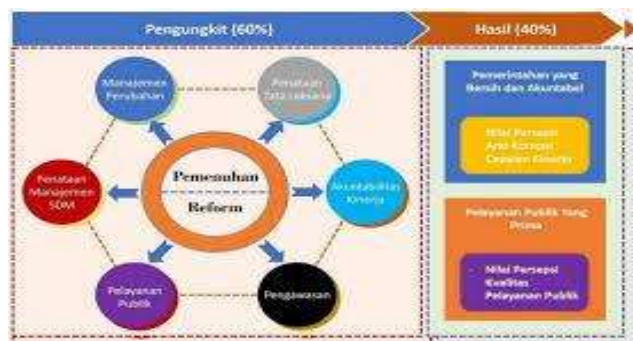 Pengungkit (60%)
Hasil (40%)
Manajemen
Perubahan
Penataan
Tata Laksana
Penataan
Manajemen
SDM
Pemenuhan
Reform
Akuntabilitas
Kinerja
Pelayanan
Publik
Pengawasan
Pemerintahan yang
Bersih dan Akuntabel
Nilai Persepsi
Anti Korupsi
Capaian Kinerja
Pelayanan Publik Yang
Prima
Nilai Persepsi
Kualitas
Pelayanan Publik